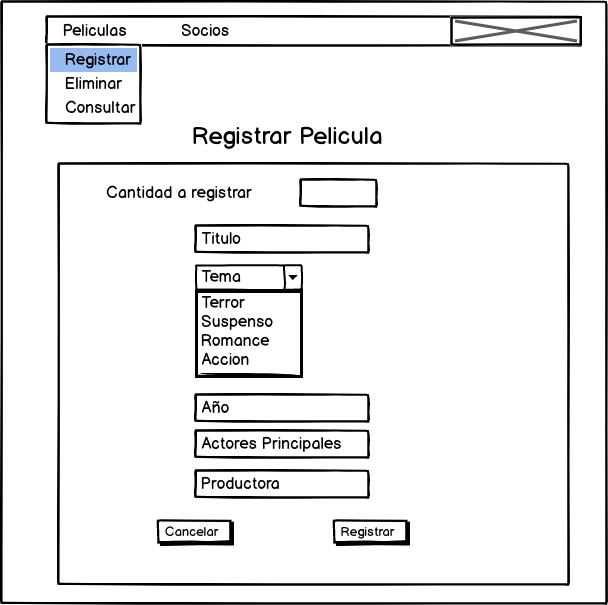 Peliculas Socios
Registrar
Eliminar
Consultar
Registrar Pelicula
Cantidad a registrar
Titulo
Tema
Terror
Suspenso
Romance
Accion
Año
Actores Principales
Productora
Cancelar Registrar